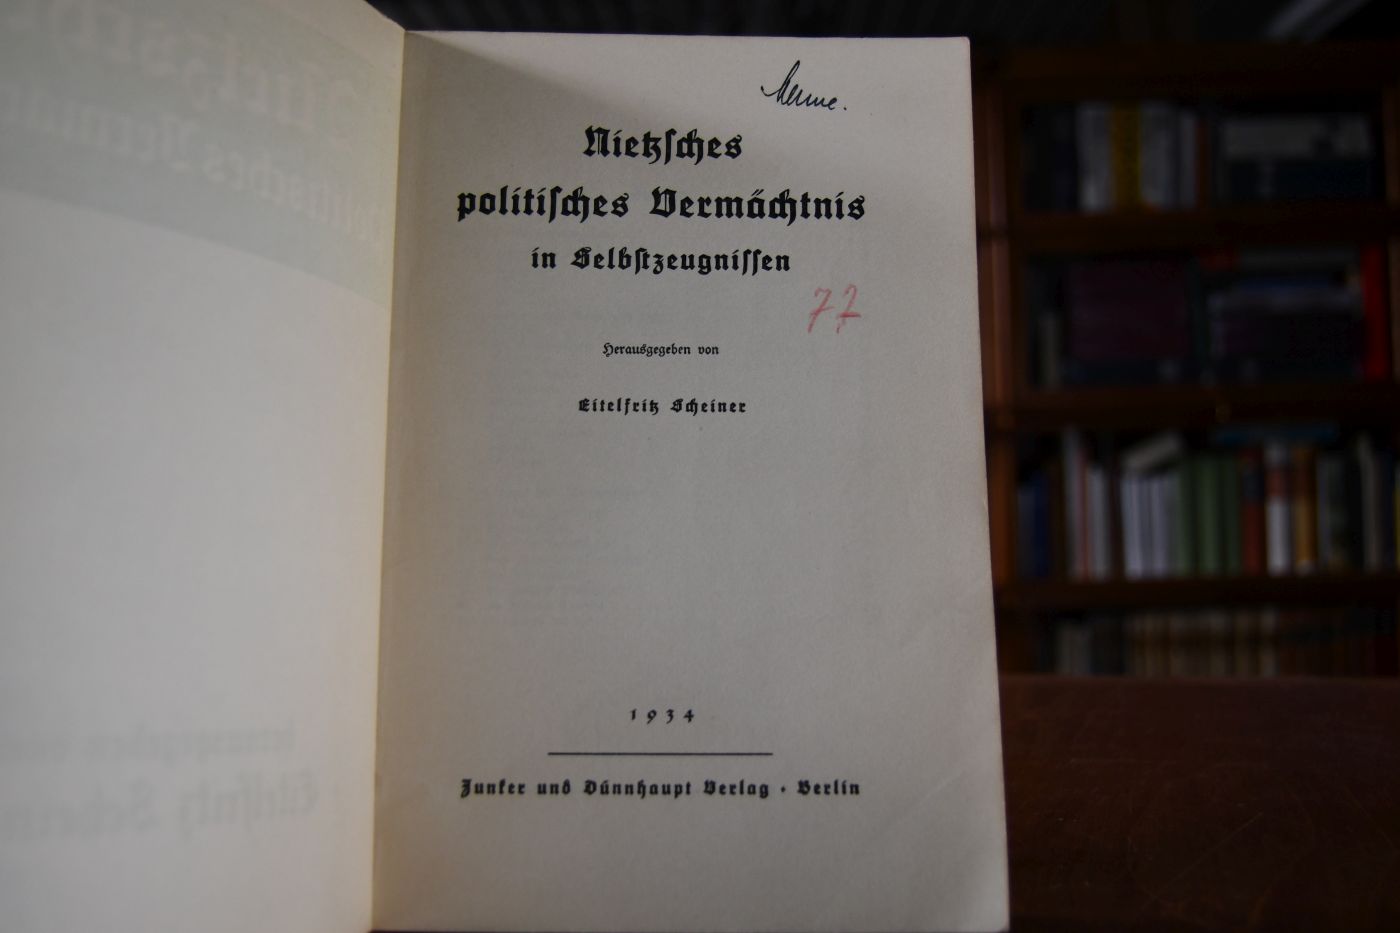 Nietzsches
politisches Vermächtnis
in Selbstzeugnissen
77
Herausgegeben von
Eitelfritz Scheiner
1934
Junker und Dünnhaupt Verlag · Berlin